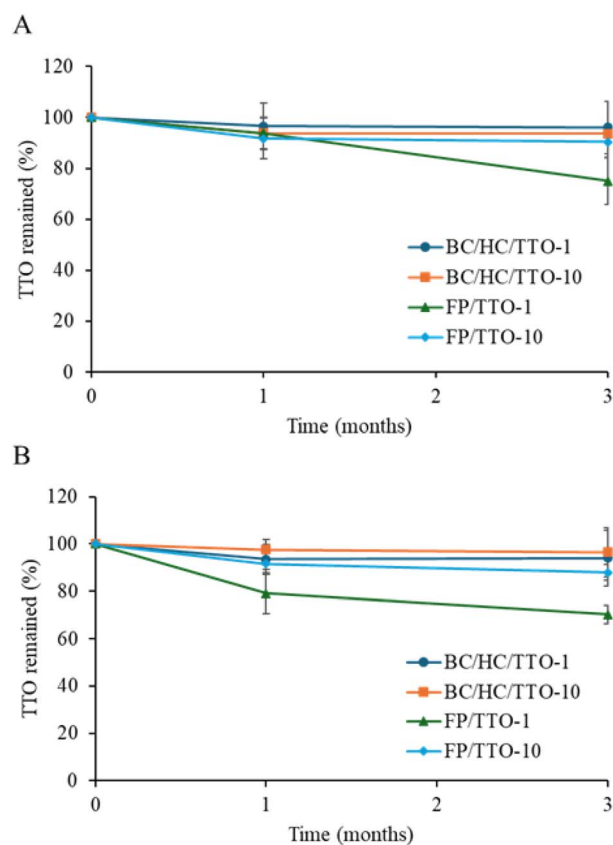 A
120
100
80
60
40
20
0
TTO remained (%)
BC/HC/TTO-1
BC/HC/TTO-10
FP/TTO-1
FP/TTO-10
0 1 2 3
Time (months)
B
120
100
80
60
40
20
0
TTO remained (%)
BC/HC/TTO-1
BC/HC/TTO-10
FP/TTO-1
FP/TTO-10
0 1 2 3
Time (months)